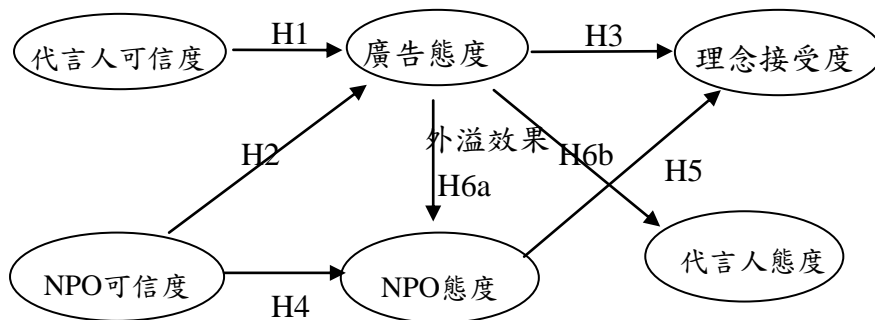 H1
H3
代言人可信度
廣告態度
理念接受度
外溢效果
H2
H6b
H5
H6a
NPO可信度
NPO態度
代言人態度
H4